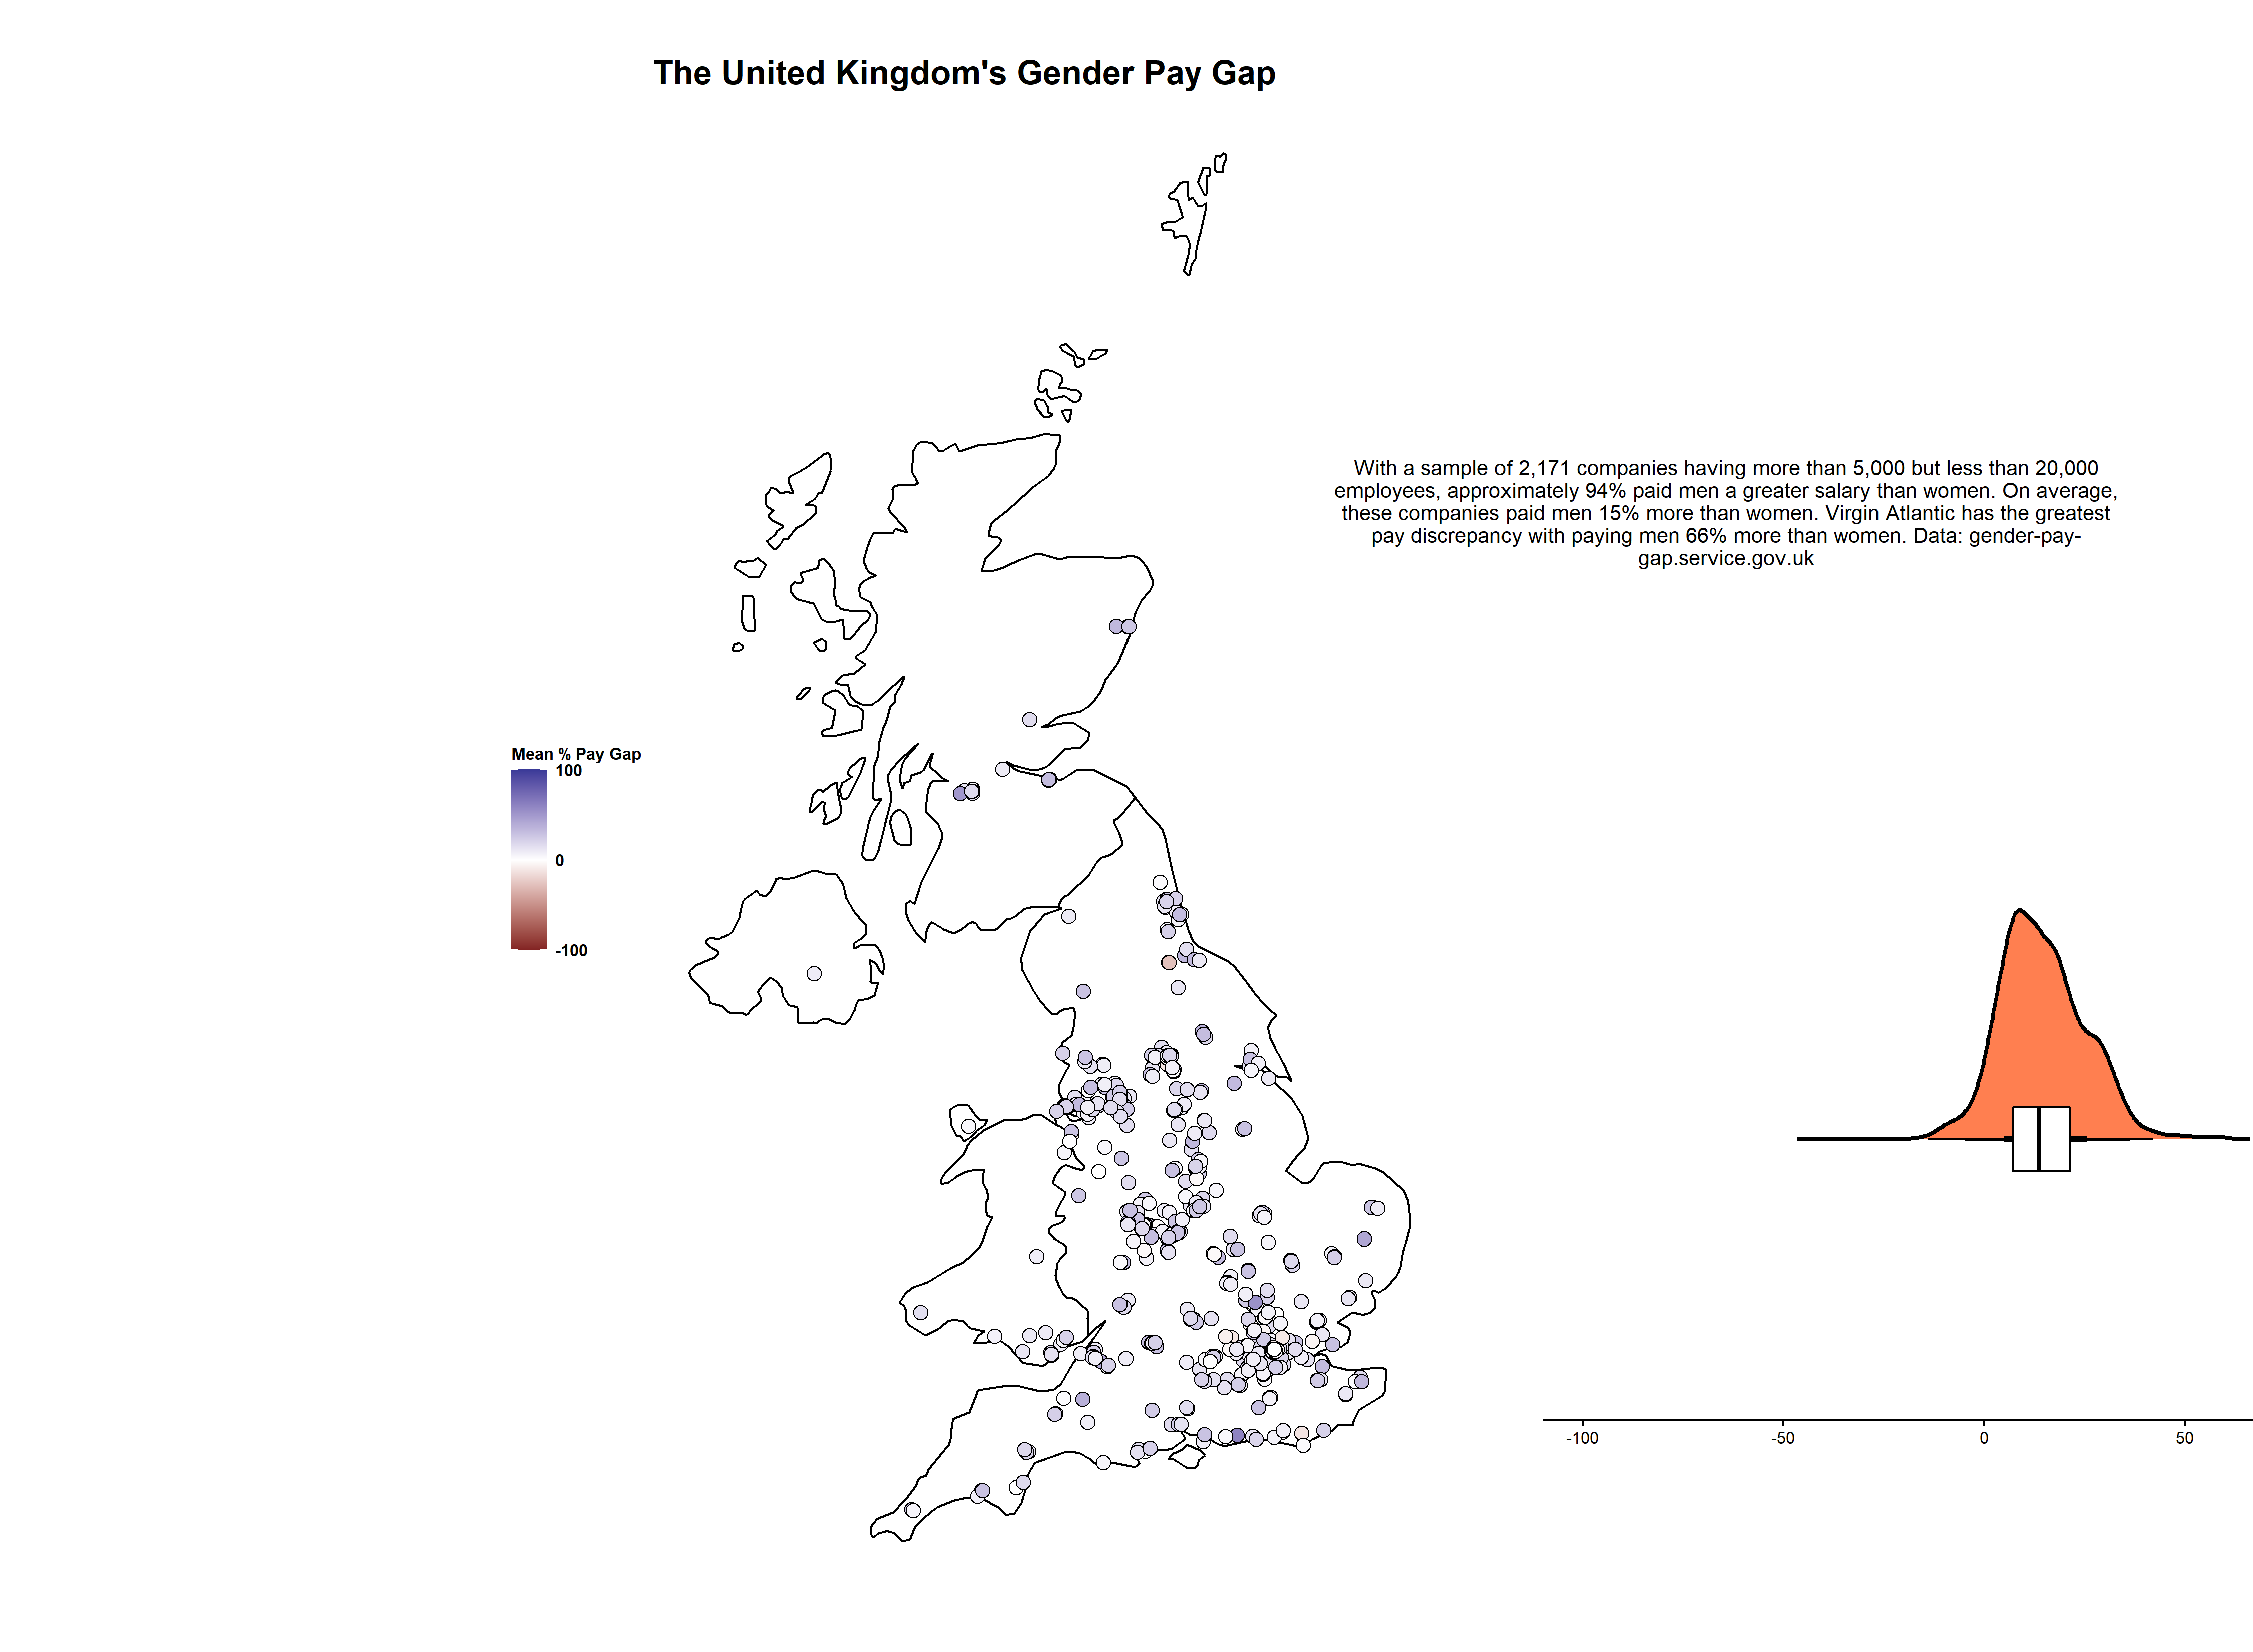 The United Kingdom's Gender Pay Gap
With a sample of 2,171 companies having more than 5,000 but less than 20,000
employees, approximately 94% paid men a greater salary than women. On average,
these companies paid men 15% more than women. Virgin Atlantic has the greatest
pay discrepancy with paying men 66% more than women. Data: gender-pay-
gap.service.gov.uk
Mean % Pay Gap
100
0
-100
-100 -50 0 50